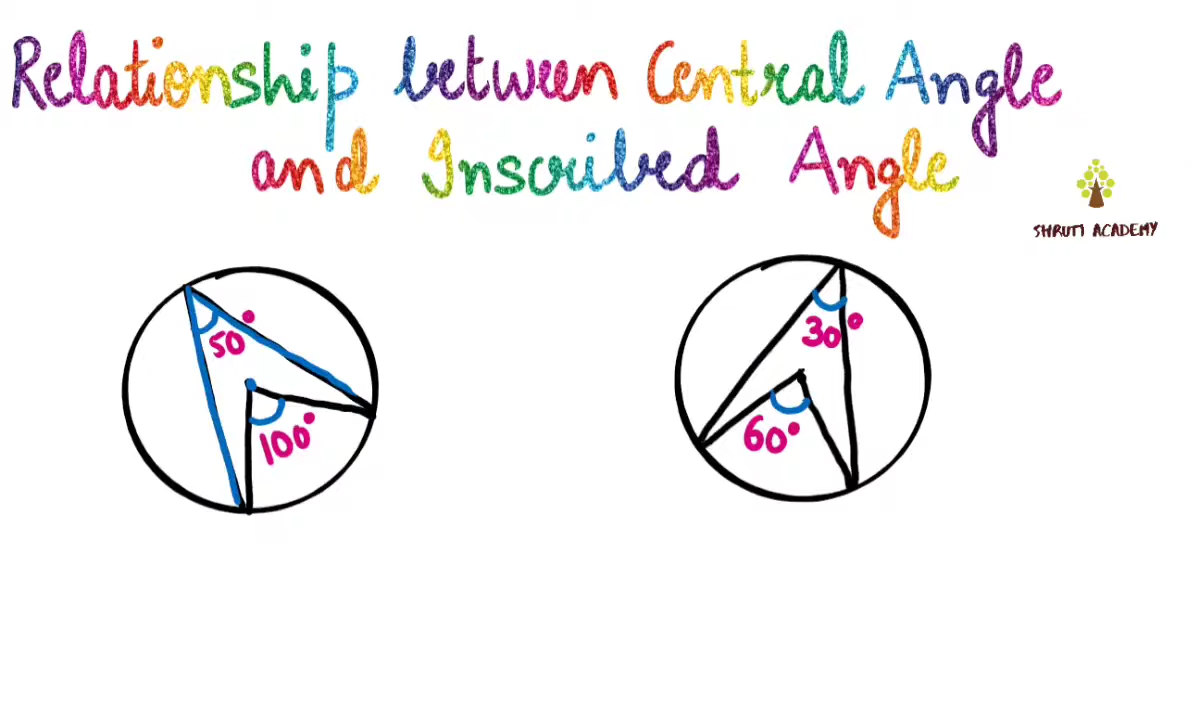 Relationship between Central Angle
and Inscribed Angle
SHRUTI ACADEMY
50°
100°
30°
60°